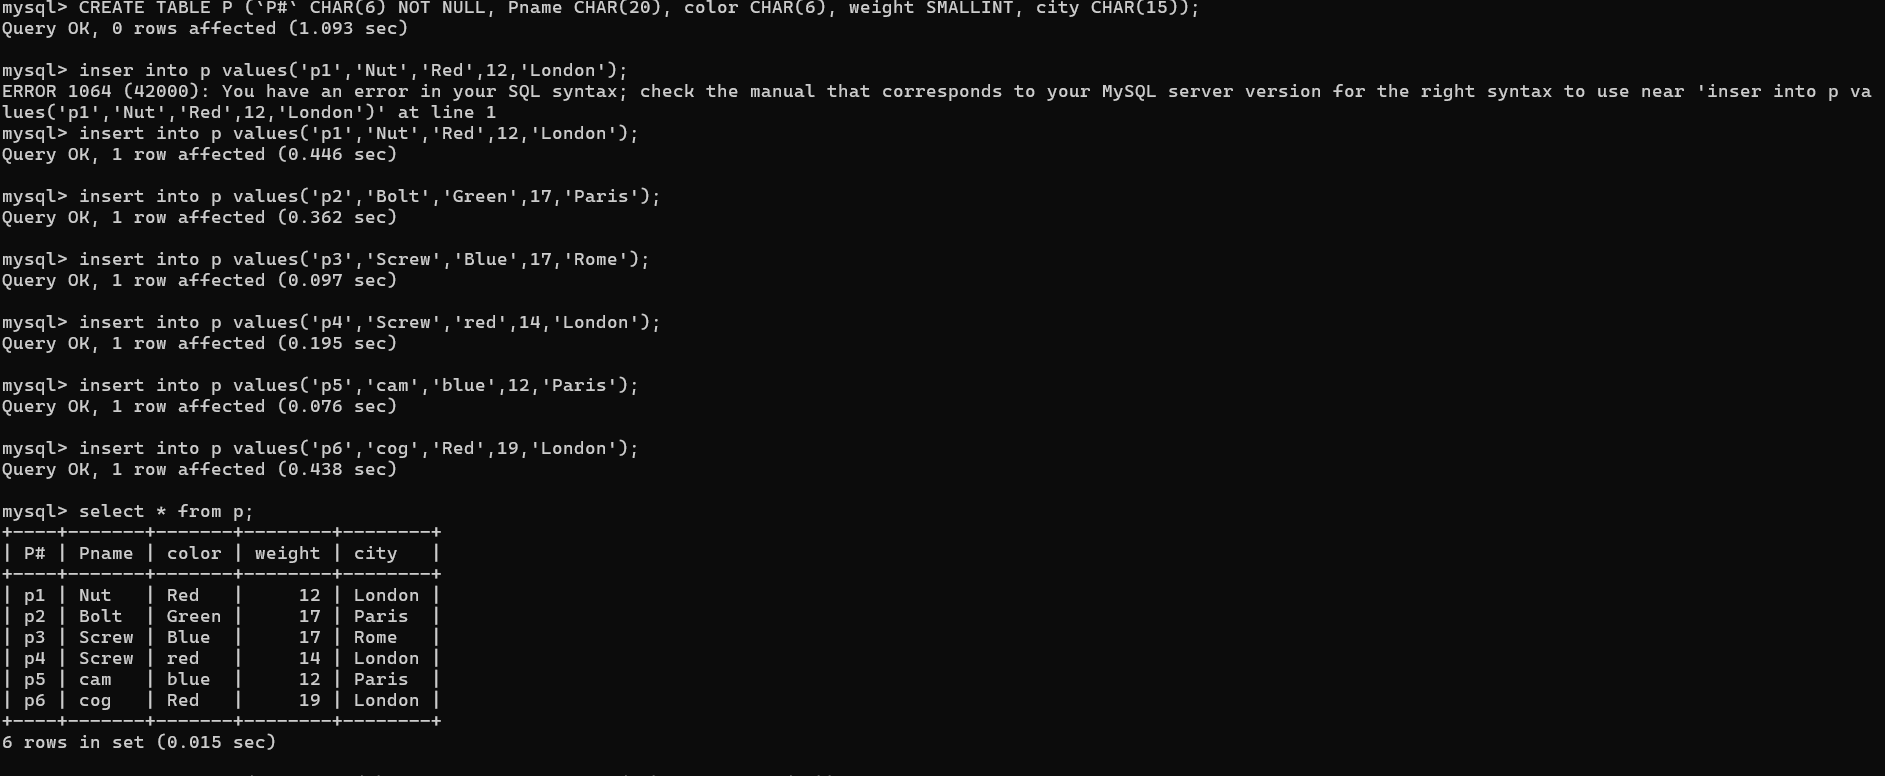 mysql> CREATE TABLE P (`P#` CHAR(6) NOT NULL, Pname CHAR(20), color CHAR(6), weight SMALLINT, city CHAR(15));
Query OK, 0 rows affected (1.093 sec)
mysql> inser into p values('p1','Nut','Red',12,'London');
ERROR 1064 (42000): You have an error in your SQL syntax; check the manual that corresponds to your MySQL server version for the right syntax to use near 'inser into p va
lues('p1','Nut','Red',12,'London')' at line 1
mysql> insert into p values('p1','Nut','Red',12,'London');
Query OK, 1 row affected (0.446 sec)
mysql> insert into p values('p2','Bolt','Green',17,'Paris');
Query OK, 1 row affected (0.362 sec)
mysql> insert into p values('p3','Screw','Blue',17,'Rome');
Query OK, 1 row affected (0.097 sec)
mysql> insert into p values('p4','Screw','red',14,'London');
Query OK, 1 row affected (0.195 sec)
mysql> insert into p values('p5','cam','blue',12,'Paris');
Query OK, 1 row affected (0.076 sec)
mysql> insert into p values('p6','cog','Red',19,'London');
Query OK, 1 row affected (0.438 sec)
mysql> select * from p;
+----+-------+-------+--------+--------+
| P# | Pname | color | weight | city   |
+----+-------+-------+--------+--------+
| p1 | Nut   | Red   |     12 | London |
| p2 | Bolt  | Green |     17 | Paris  |
| p3 | Screw | Blue  |     17 | Rome   |
| p4 | Screw | red   |     14 | London |
| p5 | cam   | blue  |     12 | Paris  |
| p6 | cog   | Red   |     19 | London |
+----+-------+-------+--------+--------+
6 rows in set (0.015 sec)